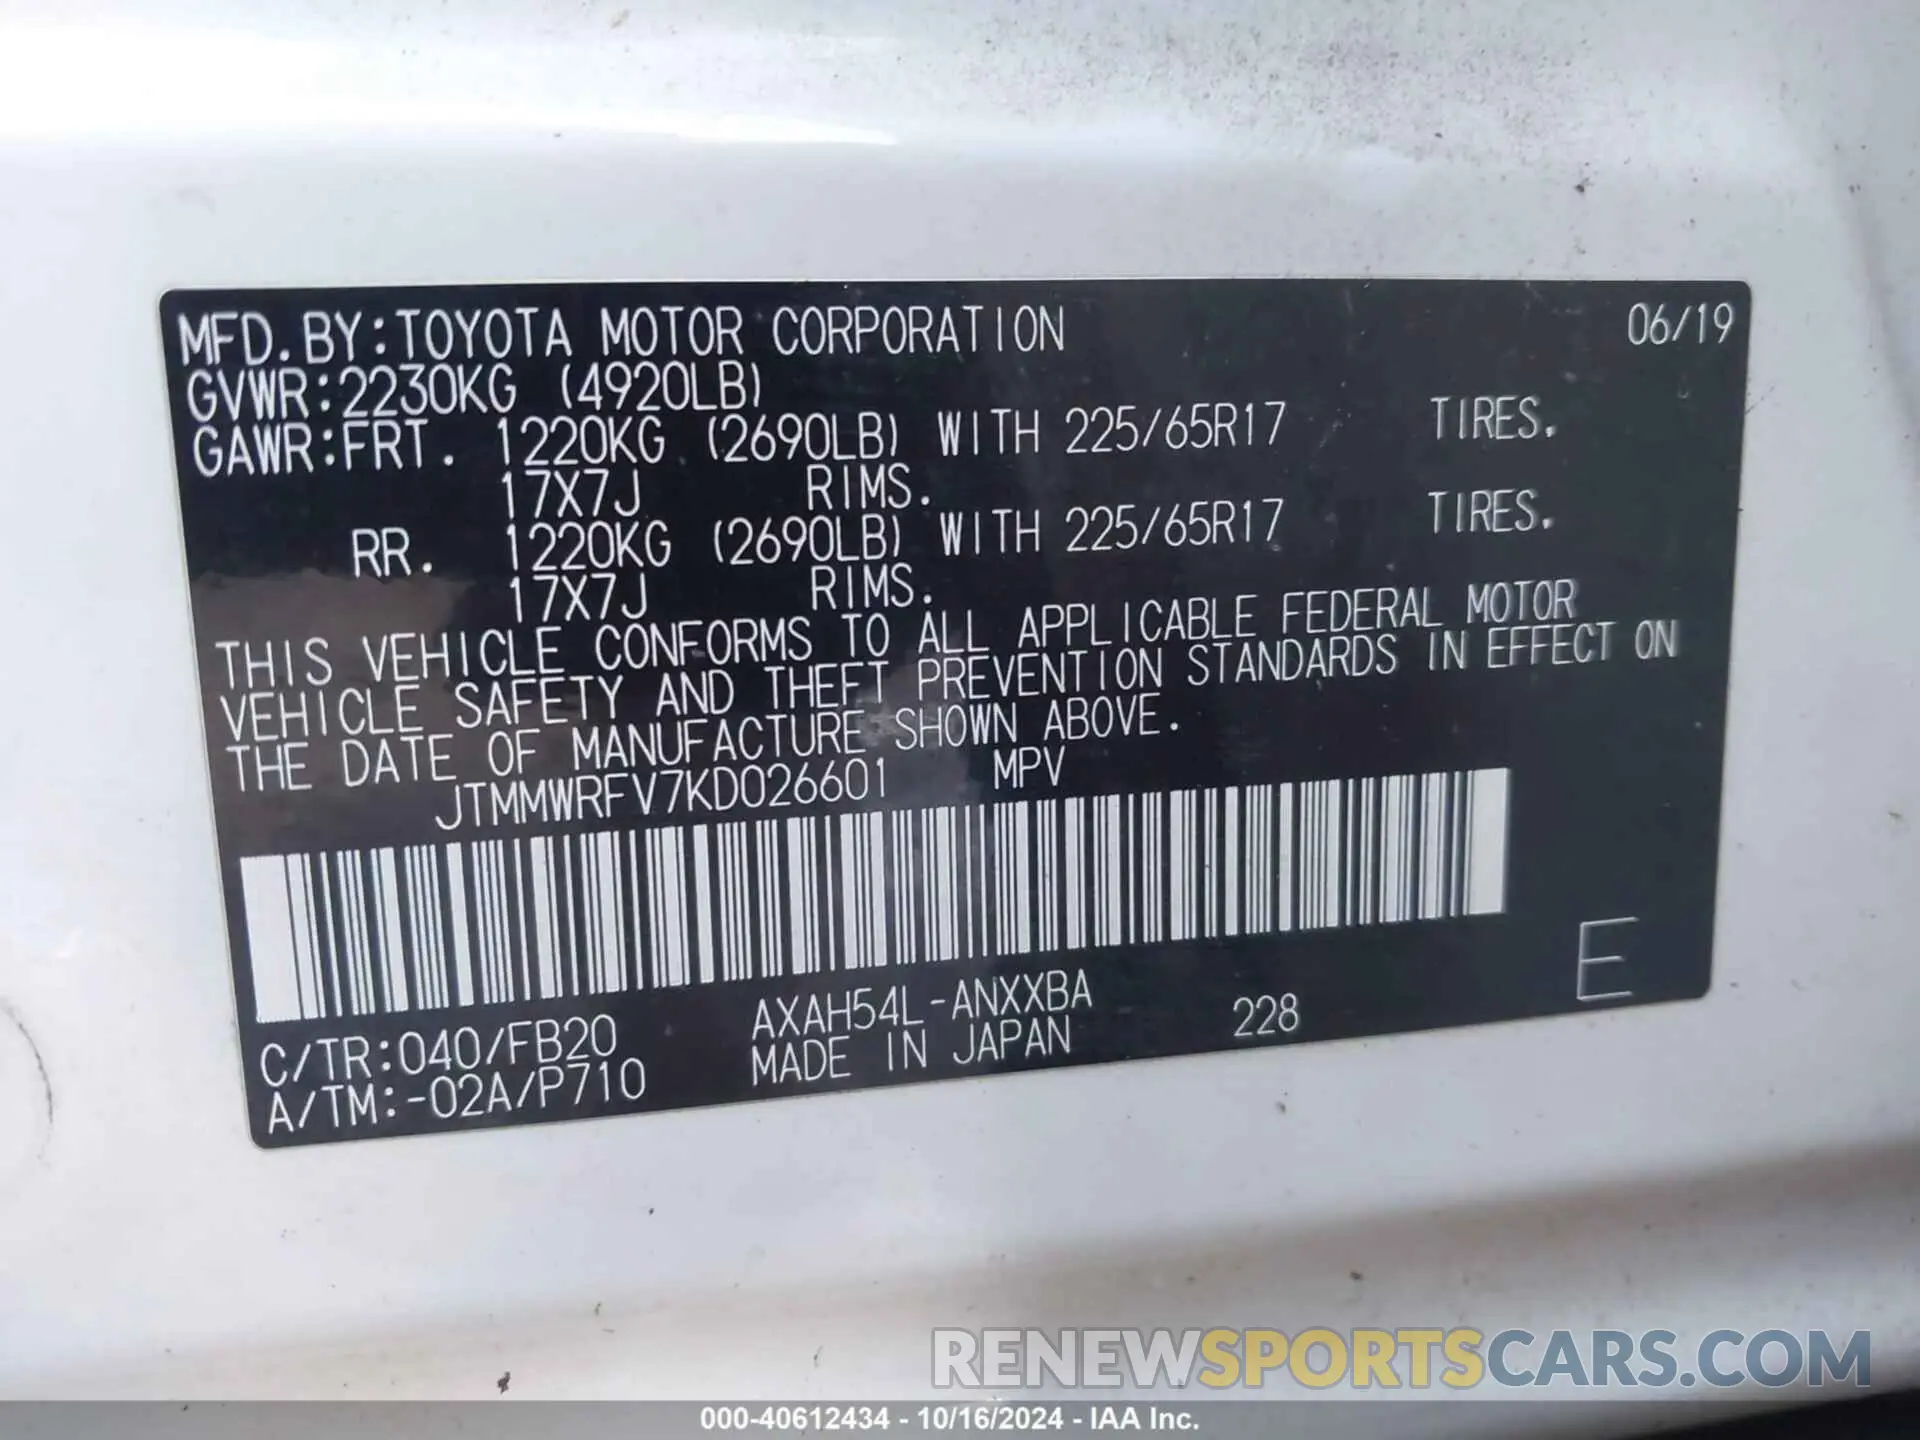 MFD.BY:TOYOTA MOTOR CORPORATION 06/19
GVWR:2230KG (4920LB)
GAWR:FRT. 1220KG (2690LB) WITH 225/65R17 TIRES.
17X7J RIMS.
RR. 1220KG (2690LB) WITH 225/65R17 TIRES.
17X7J RIMS.
THIS VEHICLE CONFORMS TO ALL APPLICABLE FEDERAL MOTOR
VEHICLE SAFETY AND THEFT PREVENTION STANDARDS IN EFFECT ON
THE DATE OF MANUFACTURE SHOWN ABOVE.
JTMMWRFV7KD026601 MPV
E
C/TR:040/FB20 AXAH54L-ANXXBA 228
A/TM:-02A/P710 MADE IN JAPAN
RENEWSPORTSCARS.COM
000-40612434 - 10/16/2024 - IAA Inc.